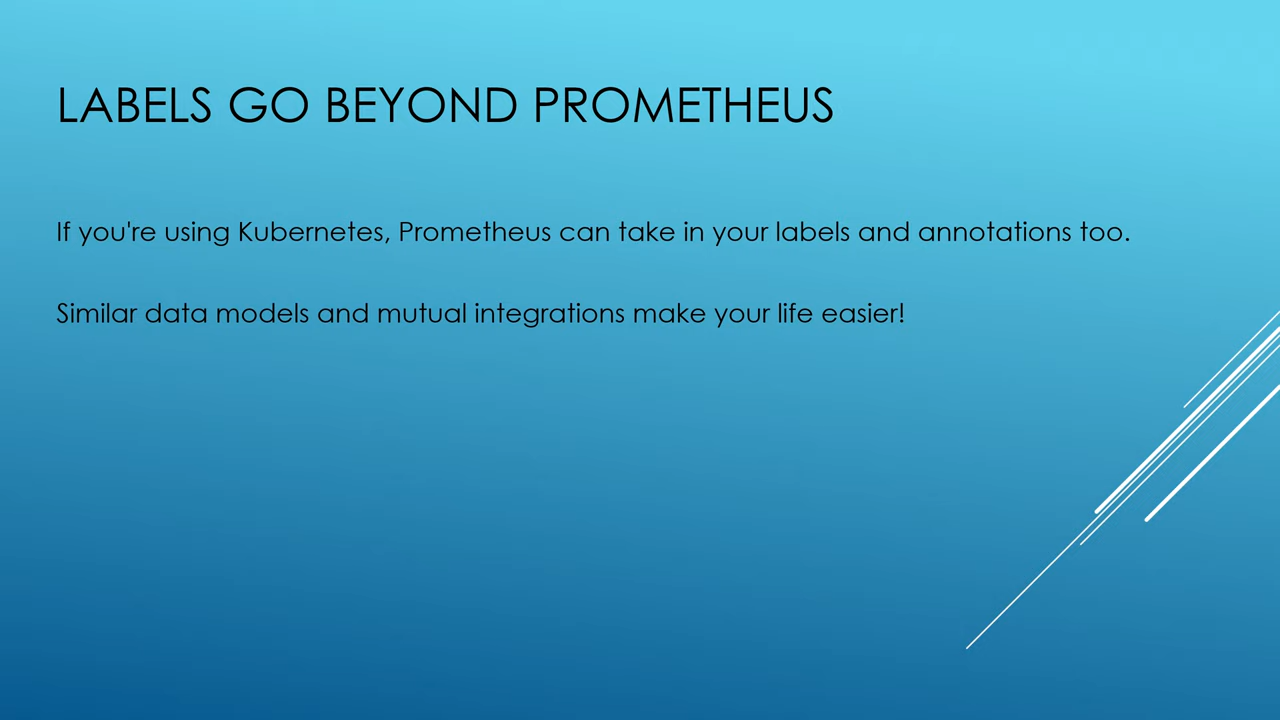 LABELS GO BEYOND PROMETHEUS
If you're using Kubernetes, Prometheus can take in your labels and annotations too.
Similar data models and mutual integrations make your life easier!